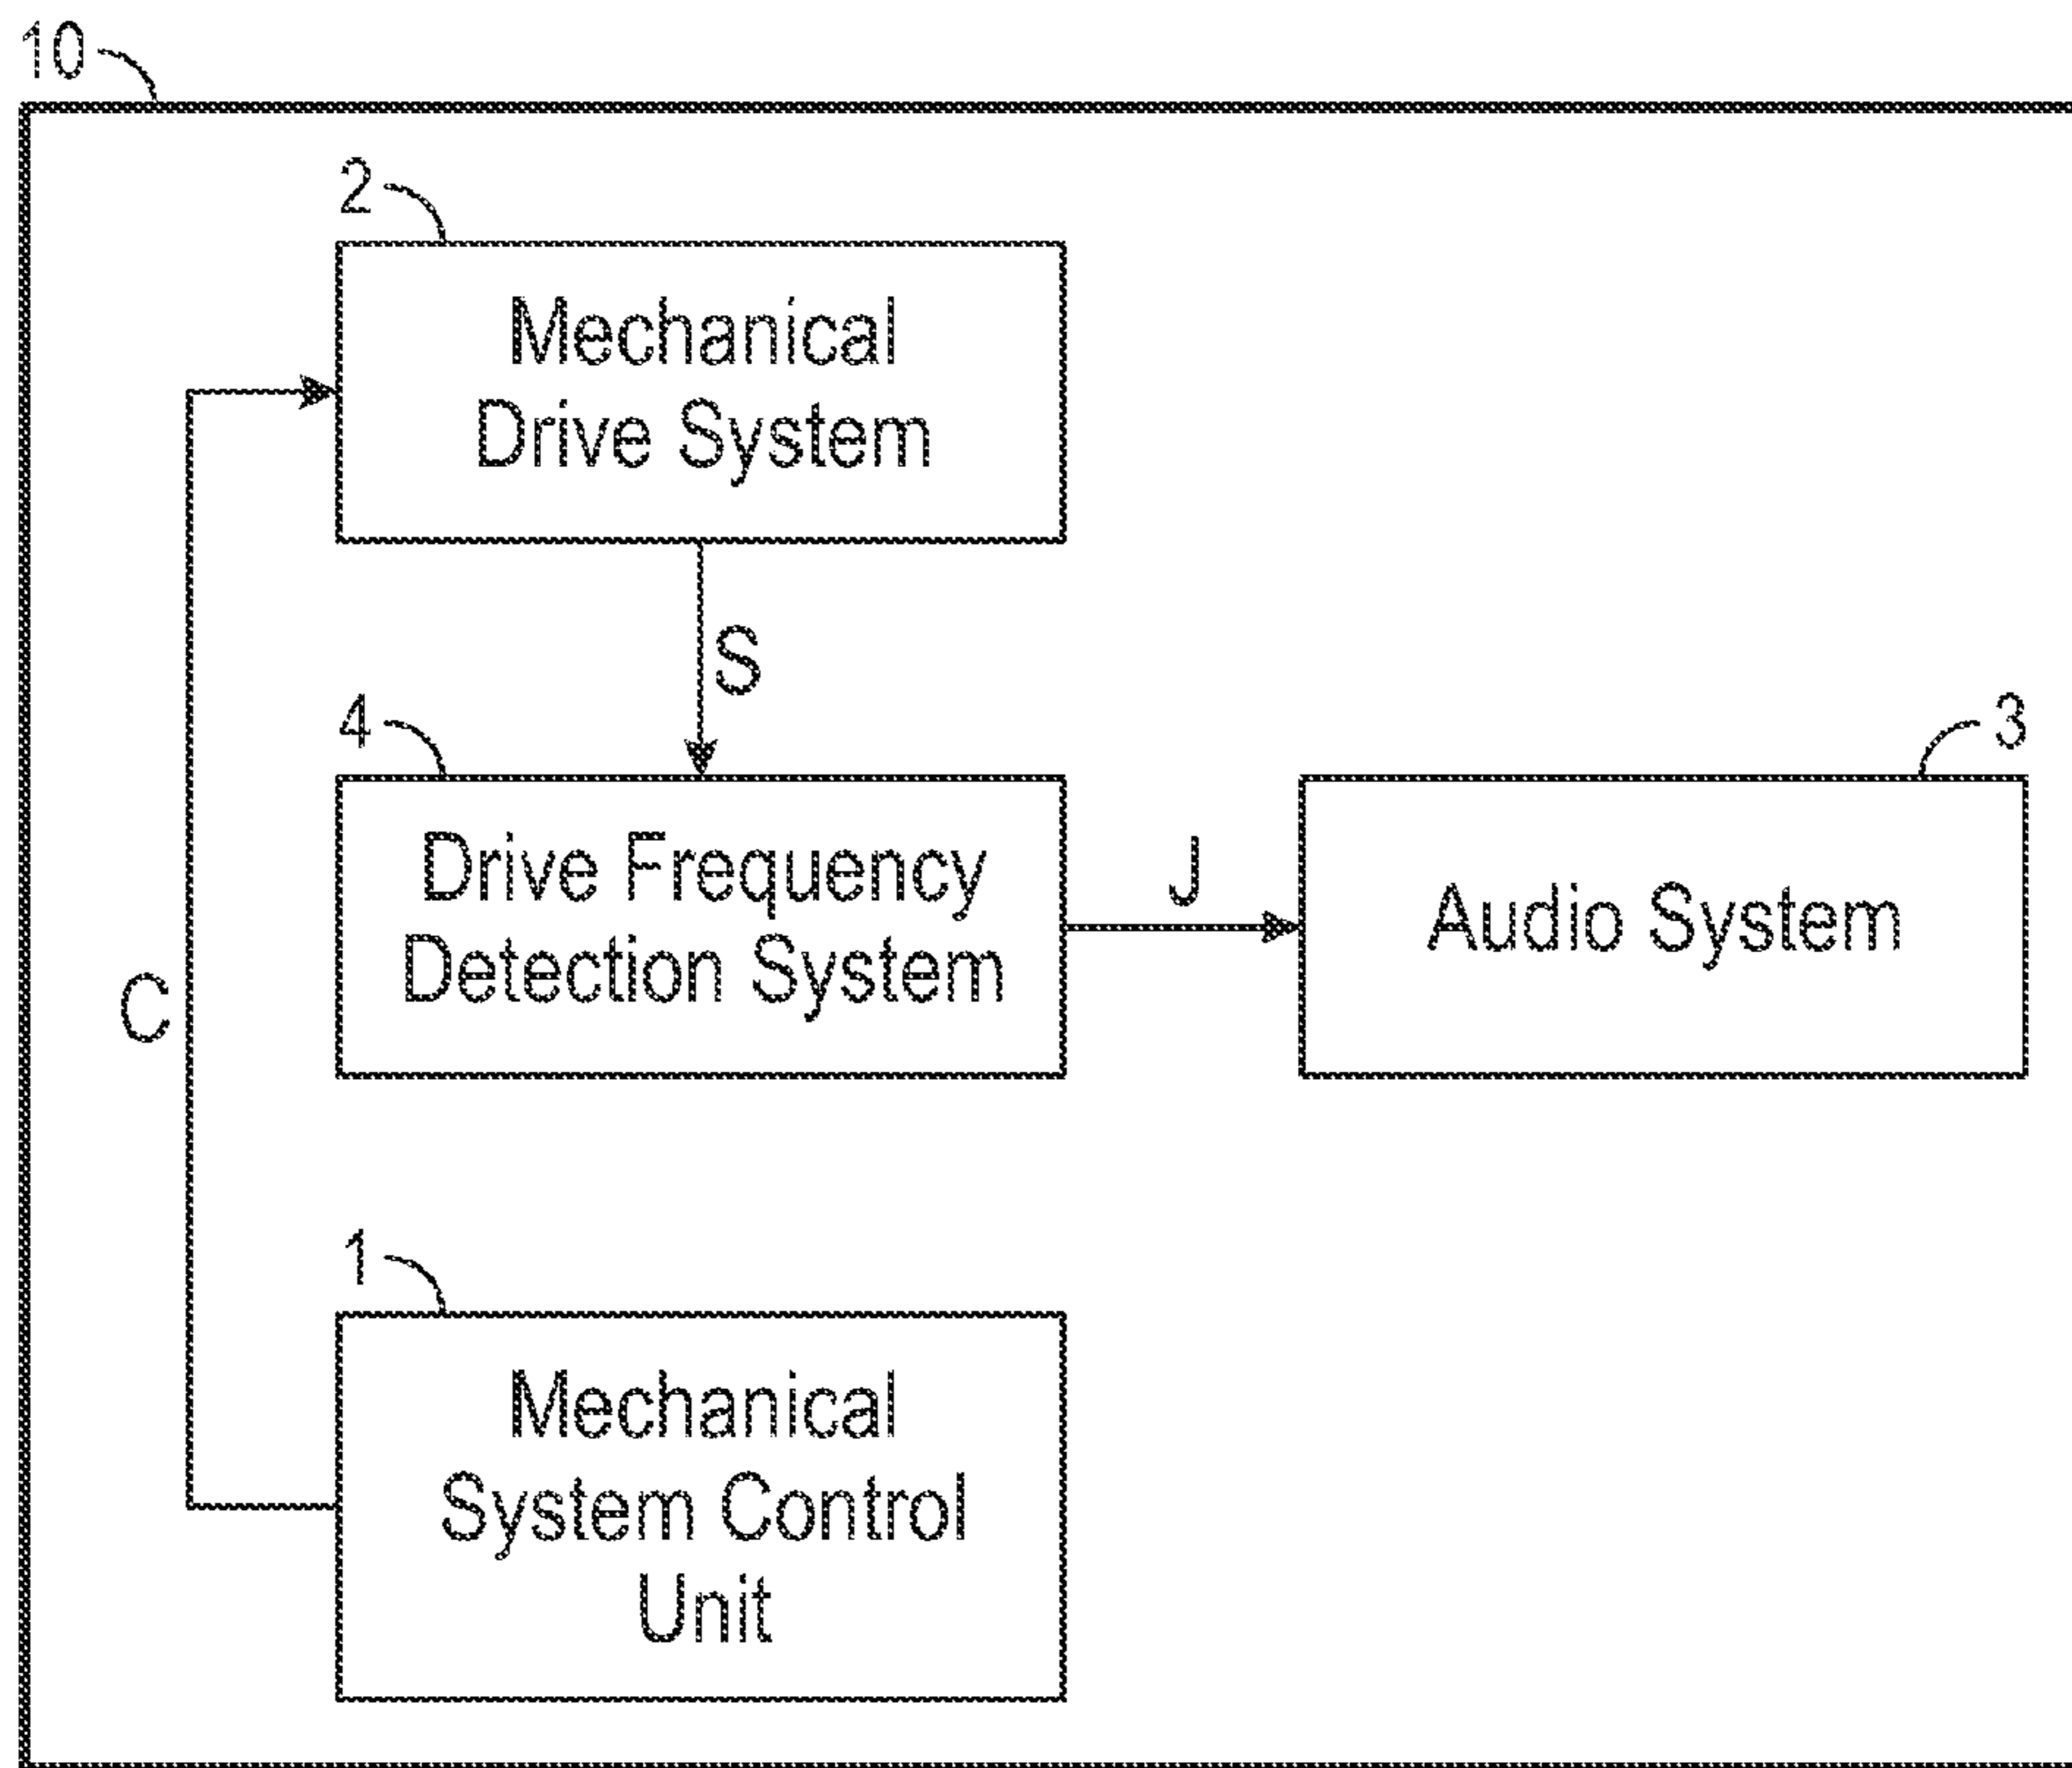 10
2
Mechanical
Drive System
S
4
Drive Frequency
Detection System
J
3
Audio System
C
1
Mechanical
System Control
Unit